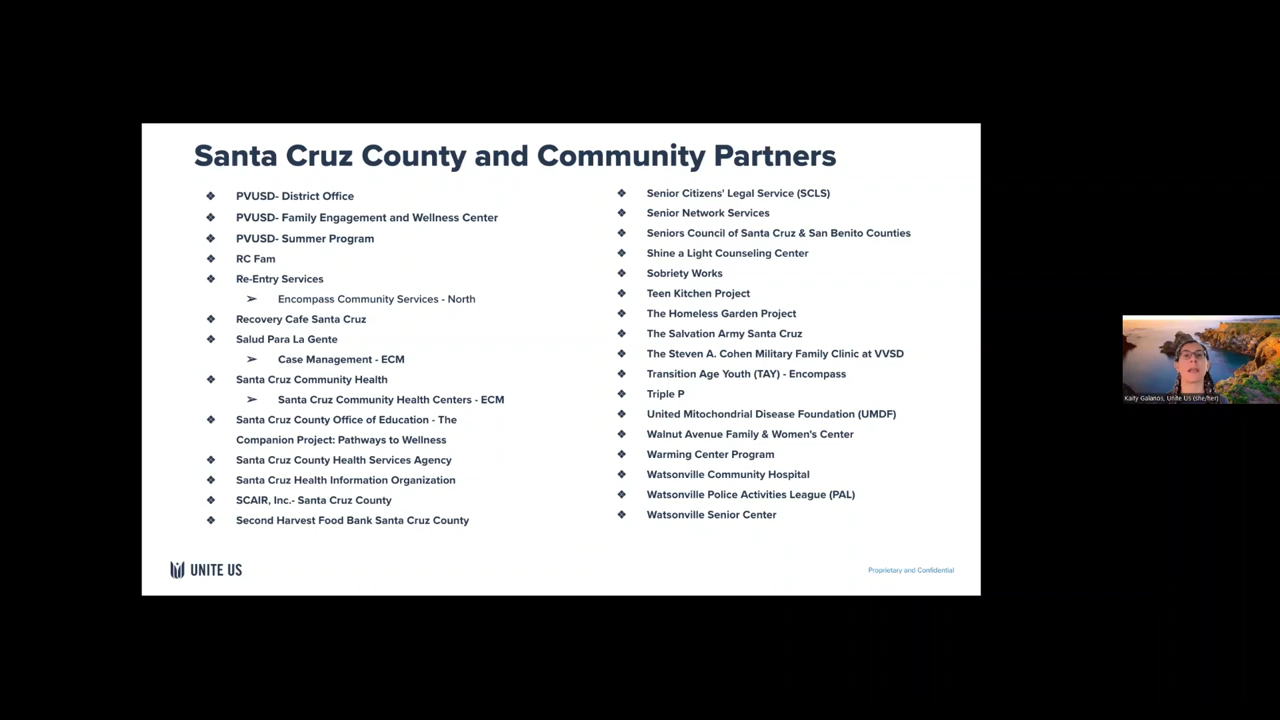 Santa Cruz County and Community Partners
❖ PVUSD- District Office
❖ PVUSD- Family Engagement and Wellness Center
❖ PVUSD- Summer Program
❖ RC Fam
❖ Re-Entry Services
➢ Encompass Community Services - North
❖ Recovery Cafe Santa Cruz
❖ Salud Para La Gente
➢ Case Management - ECM
❖ Santa Cruz Community Health
➢ Santa Cruz Community Health Centers - ECM
❖ Santa Cruz County Office of Education - The
Companion Project: Pathways to Wellness
❖ Santa Cruz County Health Services Agency
❖ Santa Cruz Health Information Organization
❖ SCAIR, Inc.- Santa Cruz County
❖ Second Harvest Food Bank Santa Cruz County
❖ Senior Citizens' Legal Service (SCLS)
❖ Senior Network Services
❖ Seniors Council of Santa Cruz & San Benito Counties
❖ Shine a Light Counseling Center
❖ Sobriety Works
❖ Teen Kitchen Project
❖ The Homeless Garden Project
❖ The Salvation Army Santa Cruz
❖ The Steven A. Cohen Military Family Clinic at VVSD
❖ Transition Age Youth (TAY) - Encompass
❖ Triple P
❖ United Mitochondrial Disease Foundation (UMDF)
❖ Walnut Avenue Family & Women's Center
❖ Warming Center Program
❖ Watsonville Community Hospital
❖ Watsonville Police Activities League (PAL)
❖ Watsonville Senior Center
UNITE US
Proprietary and Confidential
Galanos, Unite Us (she/her)